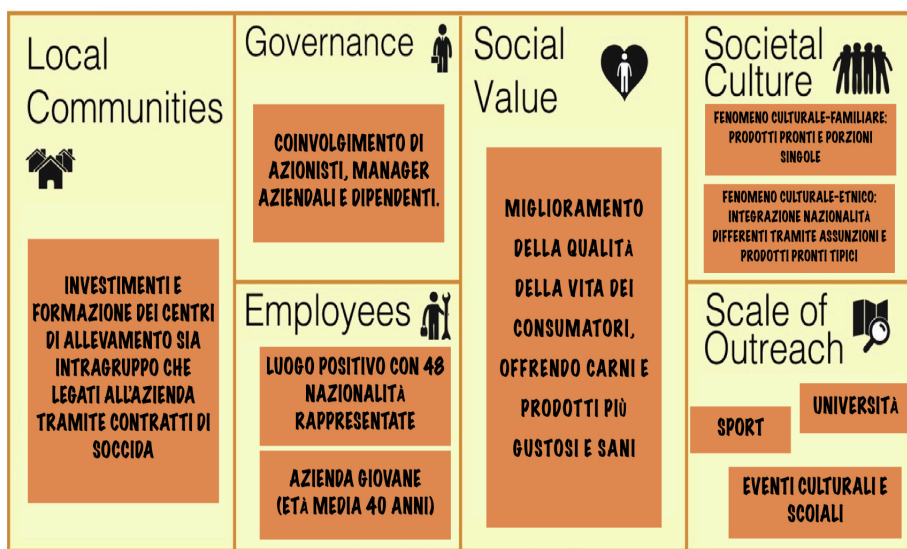 Local
Communities
INVESTIMENTI E
FORMAZIONE DEI CENTRI
DI ALLEVAMENTO SIA
INTRAGRUPPO CHE
LEGATI ALL'AZIENDA
TRAMITE CONTRATTI DI
SOCCIDA
Governance
COINVOLGIMENTO DI
AZIONISTI, MANAGER
AZIENDALI E DIPENDENTI.
Employees
LUOGO POSITIVO CON 48
NAZIONALITÀ
RAPPRESENTATE
AZIENDA GIOVANE
(ETÀ MEDIA 40 ANNI)
Social
Value
MIGLIORAMENTO
DELLA QUALITÀ
DELLA VITA DEI
CONSUMATORI,
OFFRENDO CARNI E
PRODOTTI PIÙ
GUSTOSI E SANI
Societal
Culture
FENOMENO CULTURALE-FAMILIARE:
PRODOTTI PRONTI E PORZIONI
SINGOLE
FENOMENO CULTURALE-ETNICO:
INTEGRAZIONE NAZIONALITÀ
DIFFERENTI TRAMITE ASSUNZIONI E
PRODOTTI PRONTI TIPICI
Scale of
Outreach
UNIVERSITÀ
SPORT
EVENTI CULTURALI E
SCOIALI